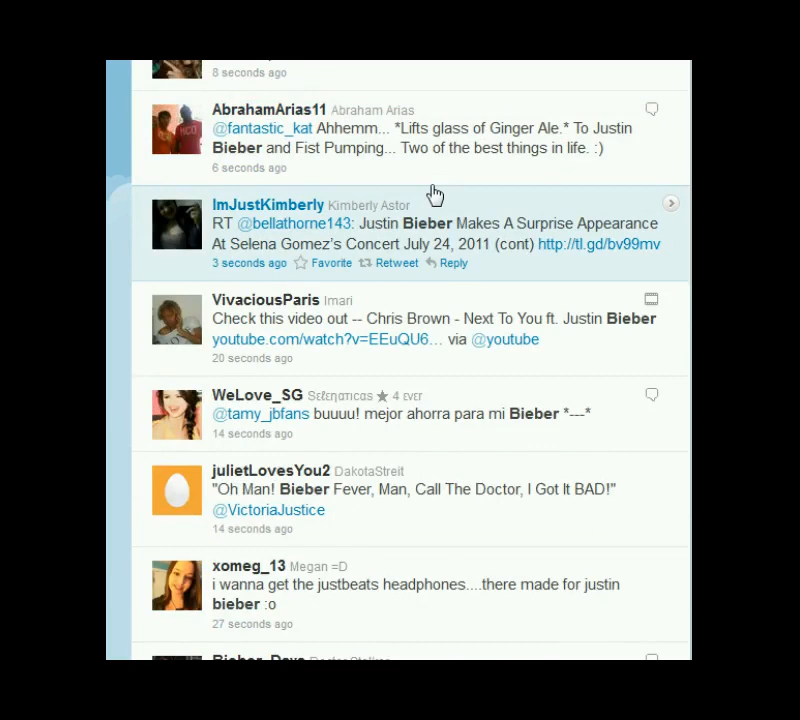 8 seconds ago
AbrahamArias11 Abraham Arias
@fantastic_kat Ahhemm... *Lifts glass of Ginger Ale.* To Justin
Bieber and Fist Pumping... Two of the best things in life. :)
6 seconds ago
ImJustKimberly Kimberly Astor
RT @bellathorne143: Justin Bieber Makes A Surprise Appearance
At Selena Gomez's Concert July 24, 2011 (cont) http://tl.gd/bv99mv
3 seconds ago Favorite Retweet Reply
VivaciousParis Imari
Check this video out -- Chris Brown - Next To You ft. Justin Bieber
youtube.com/watch?v=EEuQU6... via @youtube
20 seconds ago
WeLove_SG Sεℓεηαтιcαs ★ 4 εvεr
@tamy_jbfans buuuu! mejor ahorra para mi Bieber *---*
14 seconds ago
julietLovesYou2 DakotaStreit
"Oh Man! Bieber Fever, Man, Call The Doctor, I Got It BAD!"
@VictoriaJustice
14 seconds ago
xomeg_13 Megan =D
i wanna get the justbeats headphones....there made for justin
bieber :o
27 seconds ago